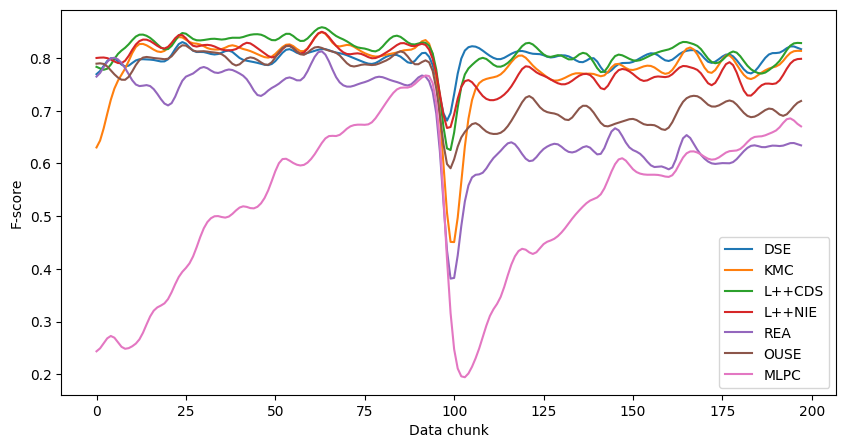 F-score
0.8
0.7
0.6
0.5
0.4
0.3
0.2
0
25
50
75
100
125
150
175
200
Data chunk
DSE
KMC
L++CDS
L++NIE
REA
OUSE
MLPC